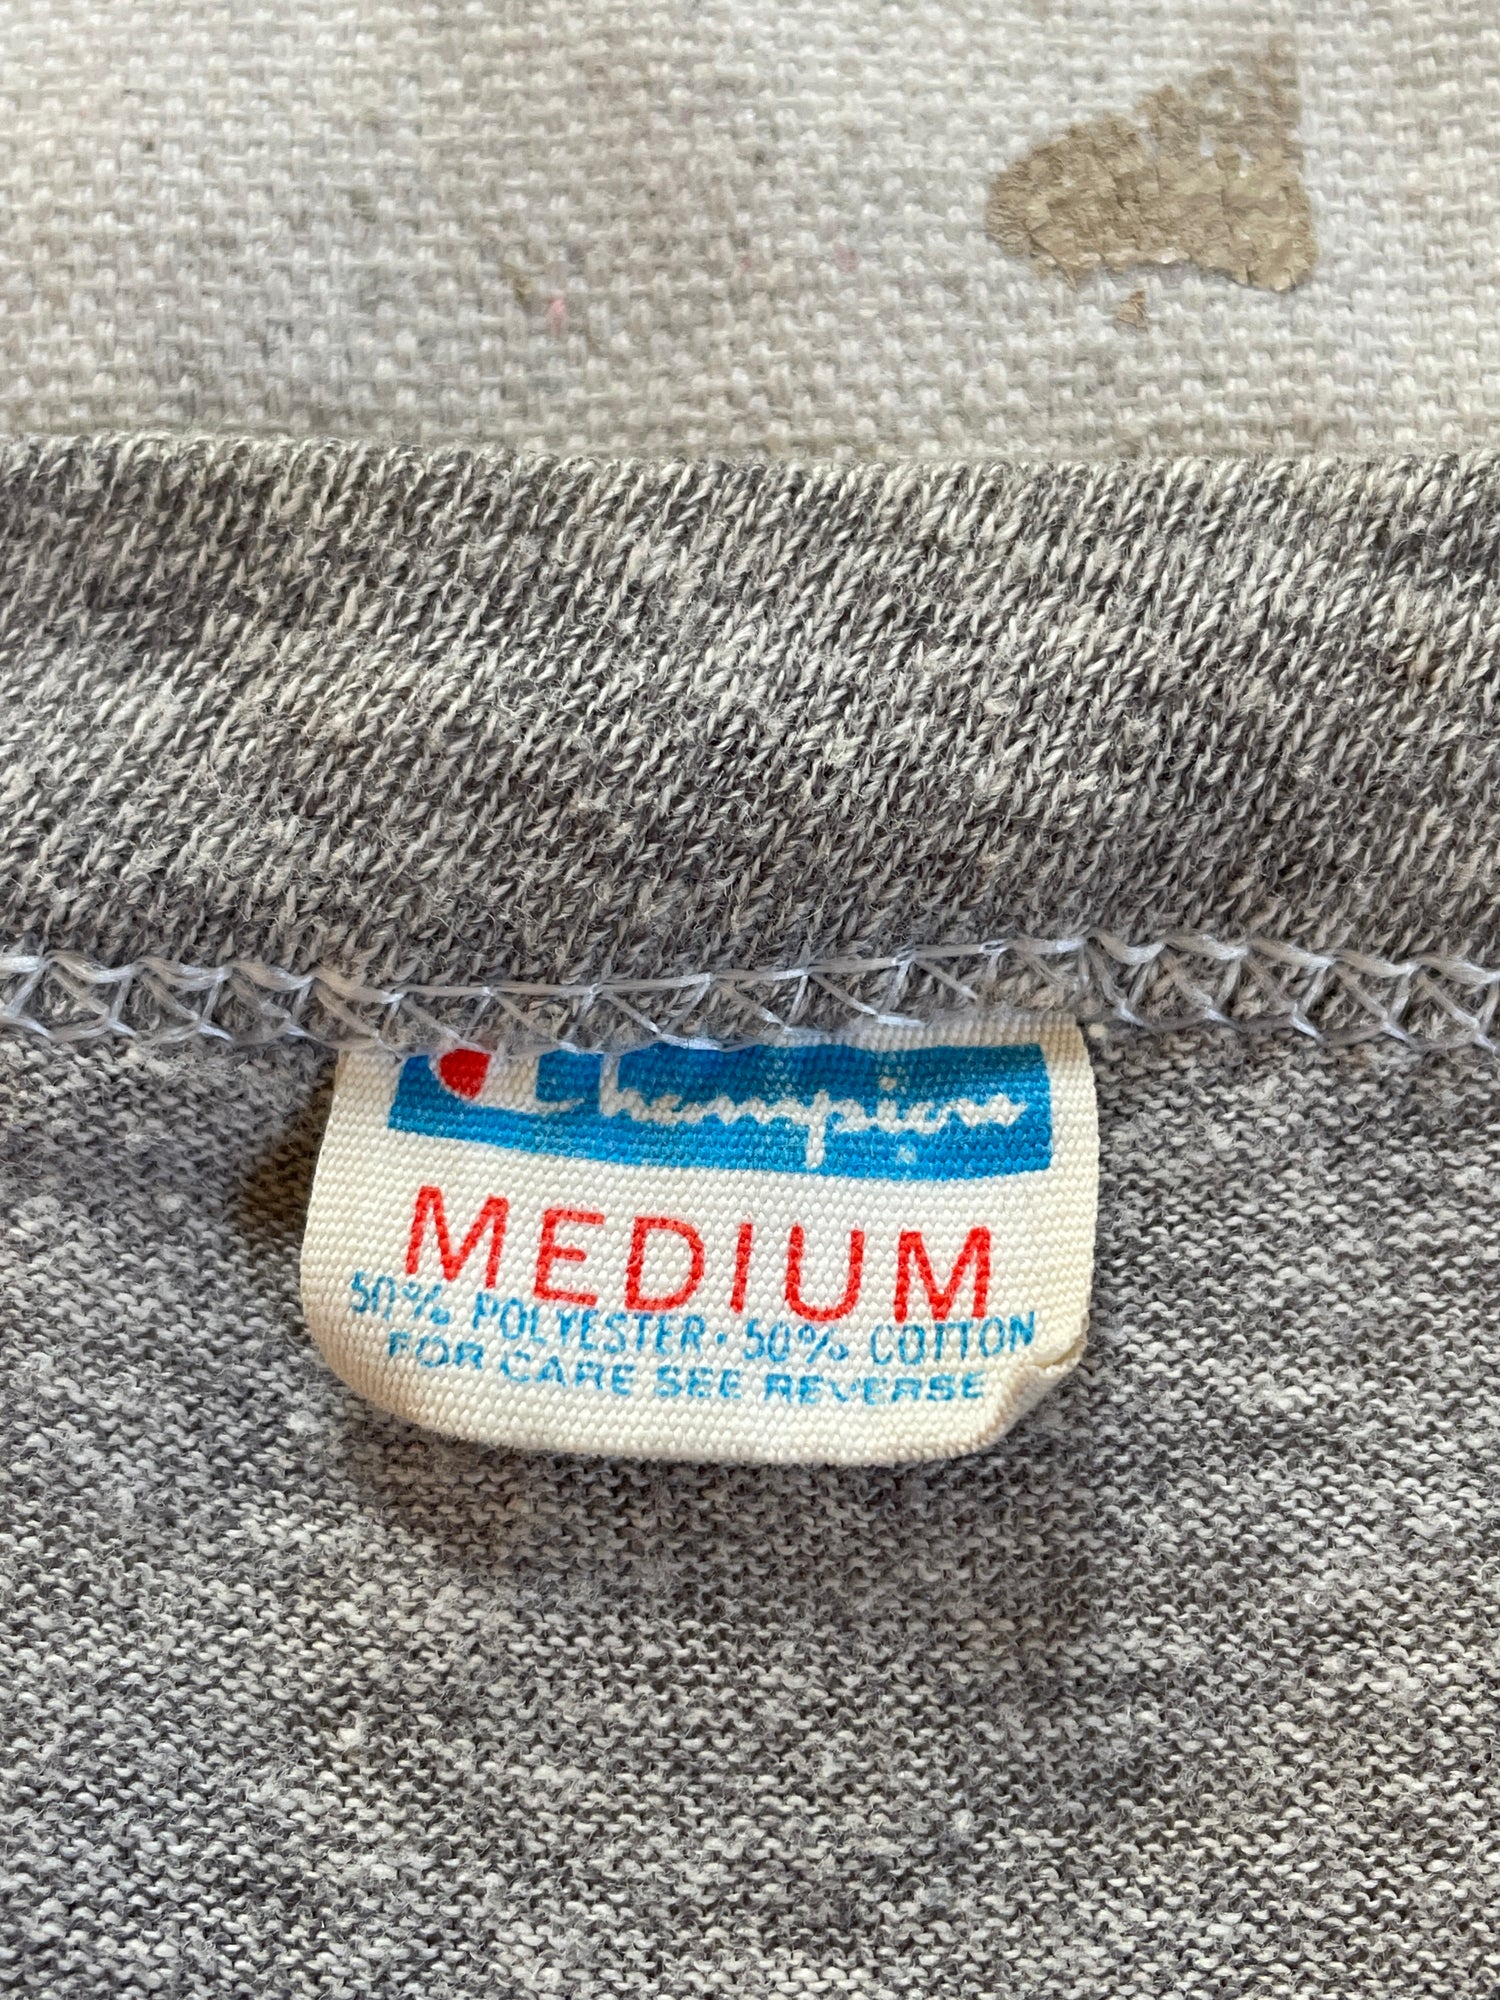 Champion
MEDIUM
50% POLYESTER · 50% COTTON
FOR CARE SEE REVERSE